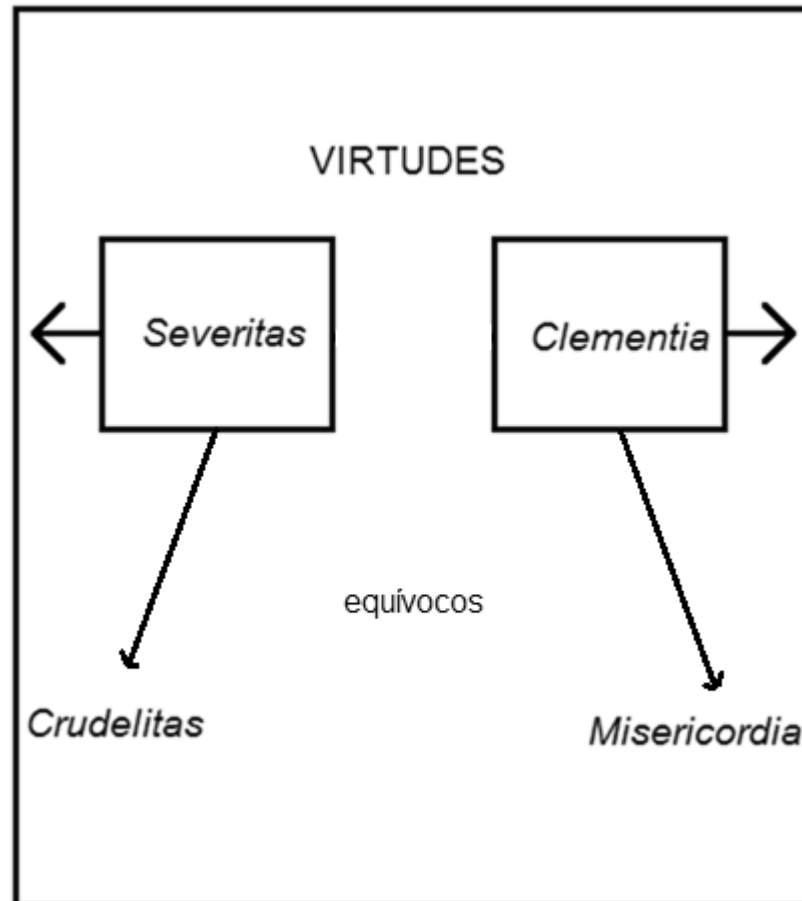 VIRTUDES
Severitas
Clementia
equívocos
Crudelitas
Misericordia